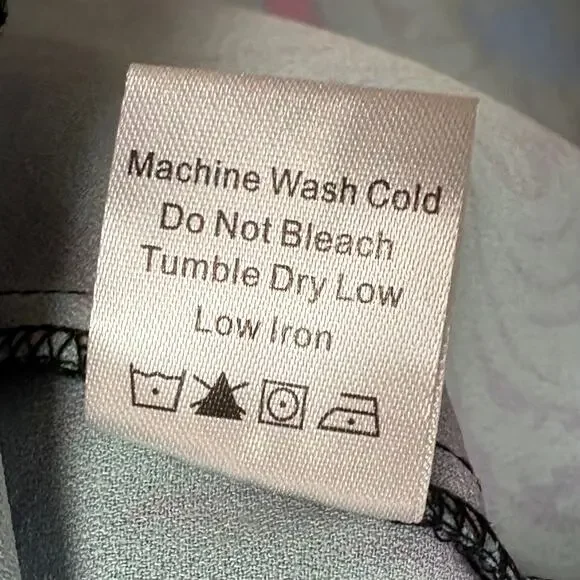 Machine Wash Cold
Do Not Bleach
Tumble Dry Low
Low Iron